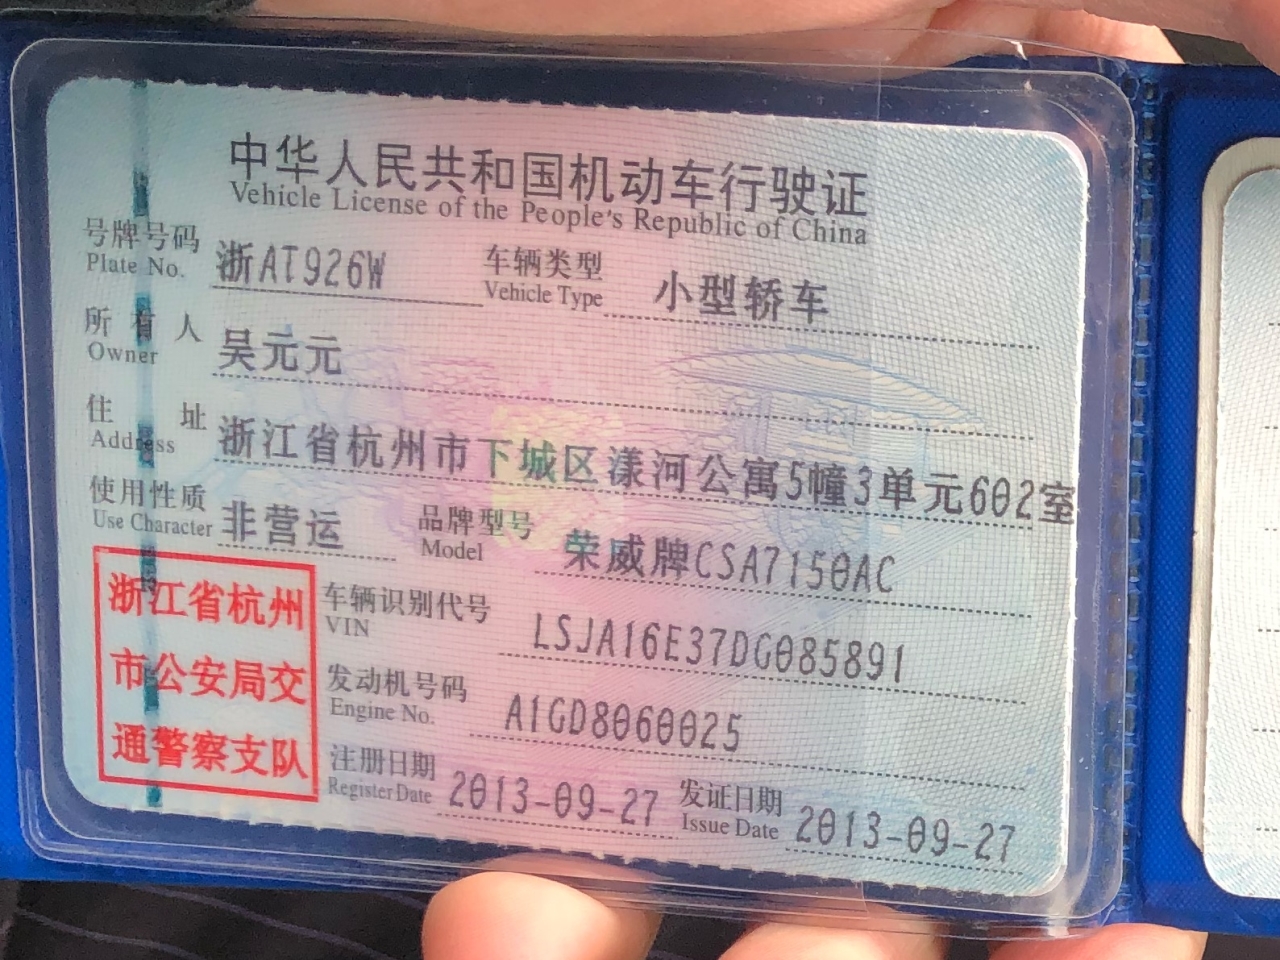 中华人民共和国机动车行驶证
Vehicle License of the People's Republic of China
号牌号码 浙AT926W 车辆类型 小型轿车
Plate No. Vehicle Type
所有人 吴元元
Owner
住址 浙江省杭州市下城区漾河公寓5幢3单元602室
Address
使用性质 非营运 品牌型号 荣威牌CSA7150AC
Use Character Model
浙江省杭州
市公安局交
通警察支队
车辆识别代号 LSJA16E37DG085891
VIN
发动机号码 A1GD8060025
Engine No.
注册日期 2013-09-27 发证日期 2013-09-27
Register Date Issue Date